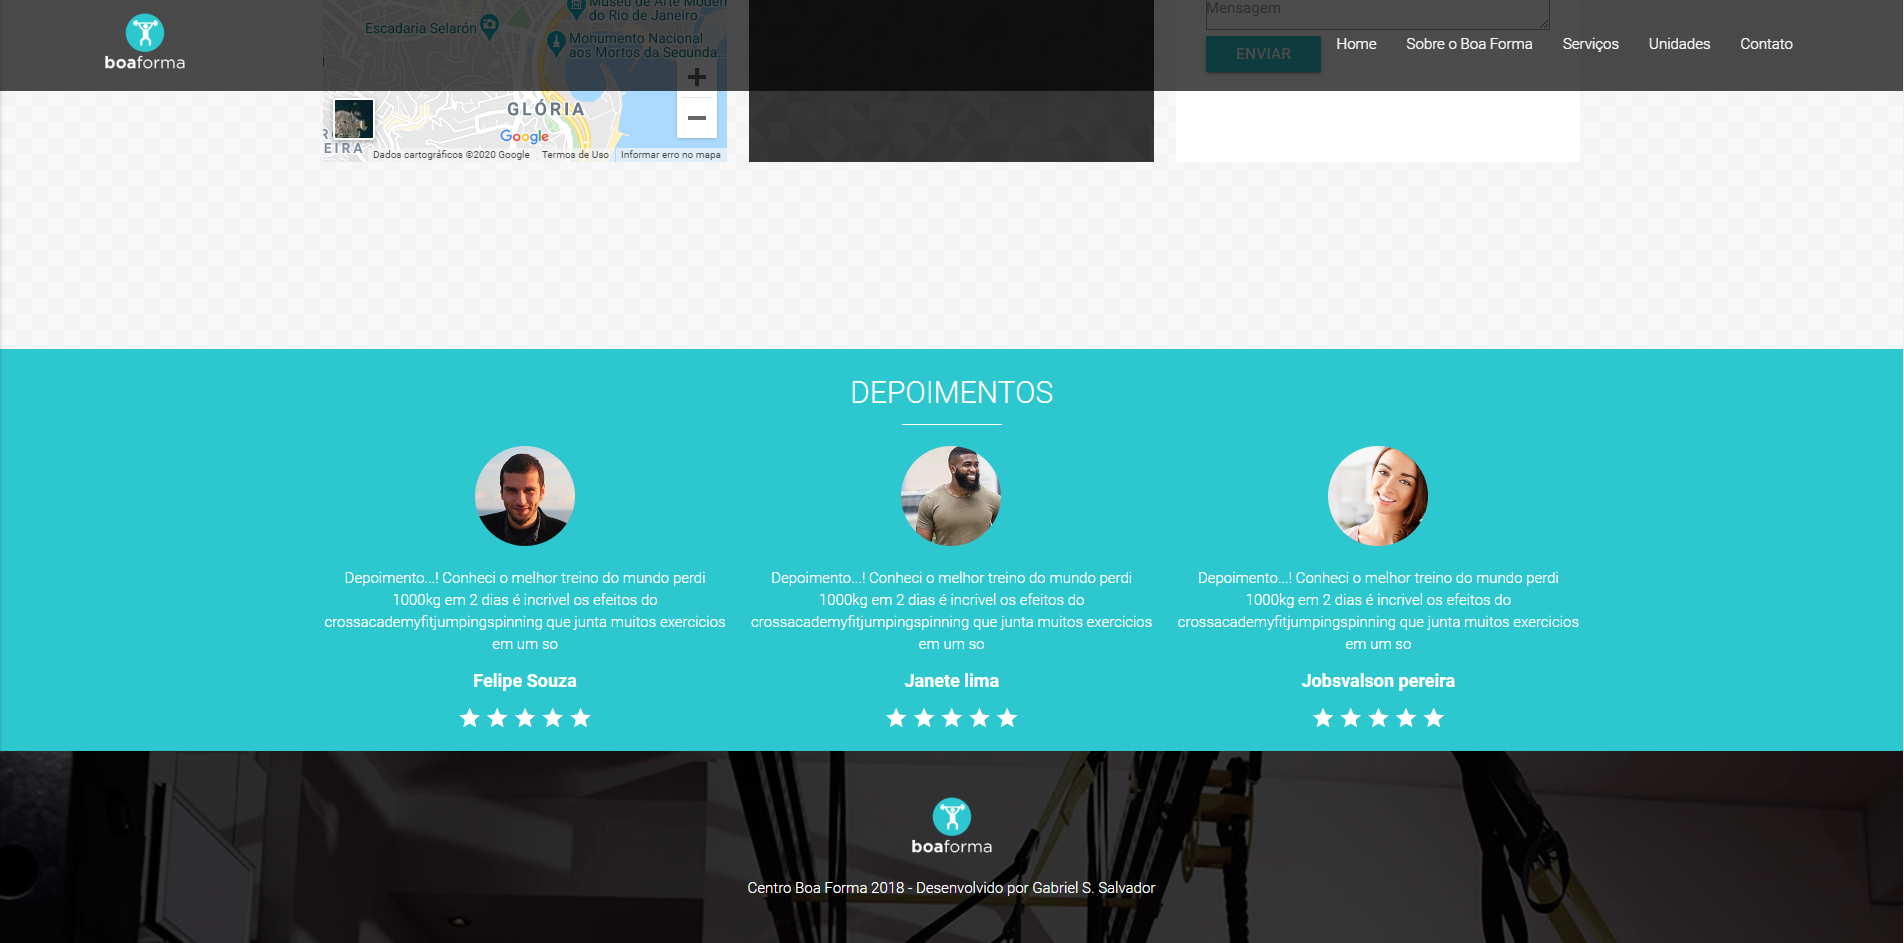 boaforma
Home
Sobre o Boa Forma
Serviços
Unidades
Contato
Museu de Arte Moder
do Rio de Janeiro
Escadaria Selarón
Monumento Nacional
aos Mortos da Segunda...
GLÓRIA
EIRA
Google
Dados cartográficos ©2020 Google
Termos de Uso
Informar erro no mapa
Mensagem
ENVIAR
DEPOIMENTOS
Depoimento...! Conheci o melhor treino do mundo perdi
1000kg em 2 dias é incrivel os efeitos do
crossacademyfitjumpingspinning que junta muitos exercicios
em um so
Felipe Souza
Depoimento...! Conheci o melhor treino do mundo perdi
1000kg em 2 dias é incrivel os efeitos do
crossacademyfitjumpingspinning que junta muitos exercicios
em um so
Janete lima
Depoimento...! Conheci o melhor treino do mundo perdi
1000kg em 2 dias é incrivel os efeitos do
crossacademyfitjumpingspinning que junta muitos exercicios
em um so
Jobsvalson pereira
boaforma
Centro Boa Forma 2018 - Desenvolvido por Gabriel S. Salvador